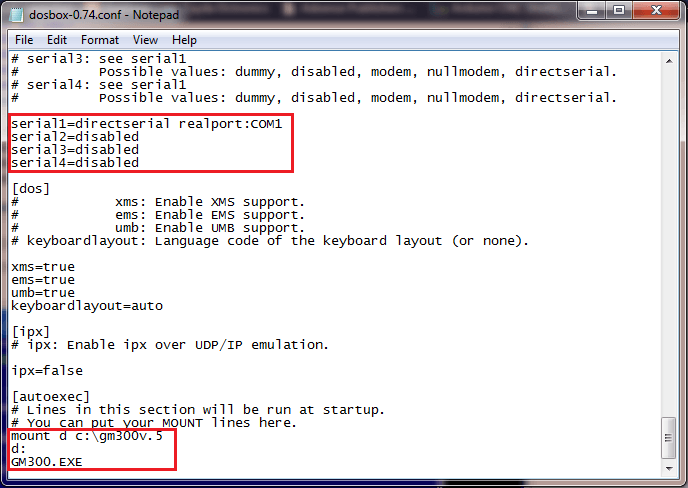 dosbox-0.74.conf - Notepad
File Edit Format View Help
# serial3: see serial1
# Possible values: dummy, disabled, modem, nullmodem, directserial.
# serial4: see serial1
# Possible values: dummy, disabled, modem, nullmodem, directserial.
serial1=directserial realport:COM1
serial2=disabled
serial3=disabled
serial4=disabled
[dos]
# xms: Enable XMS support.
# ems: Enable EMS support.
# umb: Enable UMB support.
# keyboardlayout: Language code of the keyboard layout (or none).
xms=true
ems=true
umb=true
keyboardlayout=auto
[ipx]
# ipx: Enable ipx over UDP/IP emulation.
ipx=false
[autoexec]
# Lines in this section will be run at startup.
# You can put your MOUNT lines here.
mount d c:\gm300v.5
d:
GM300.EXE